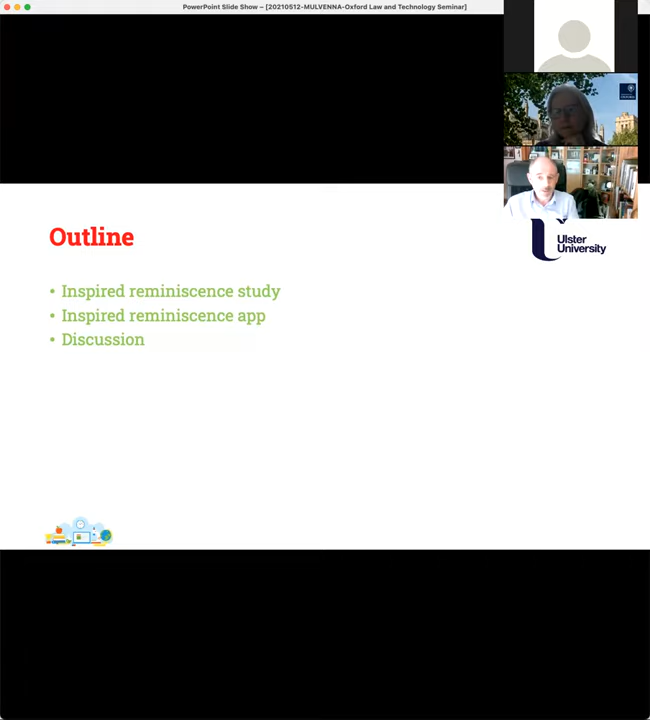 PowerPoint Slide Show – [20210512-MULVENNA-Oxford Law and Technology Seminar]
Outline
Ulster
University
• Inspired reminiscence study
• Inspired reminiscence app
• Discussion